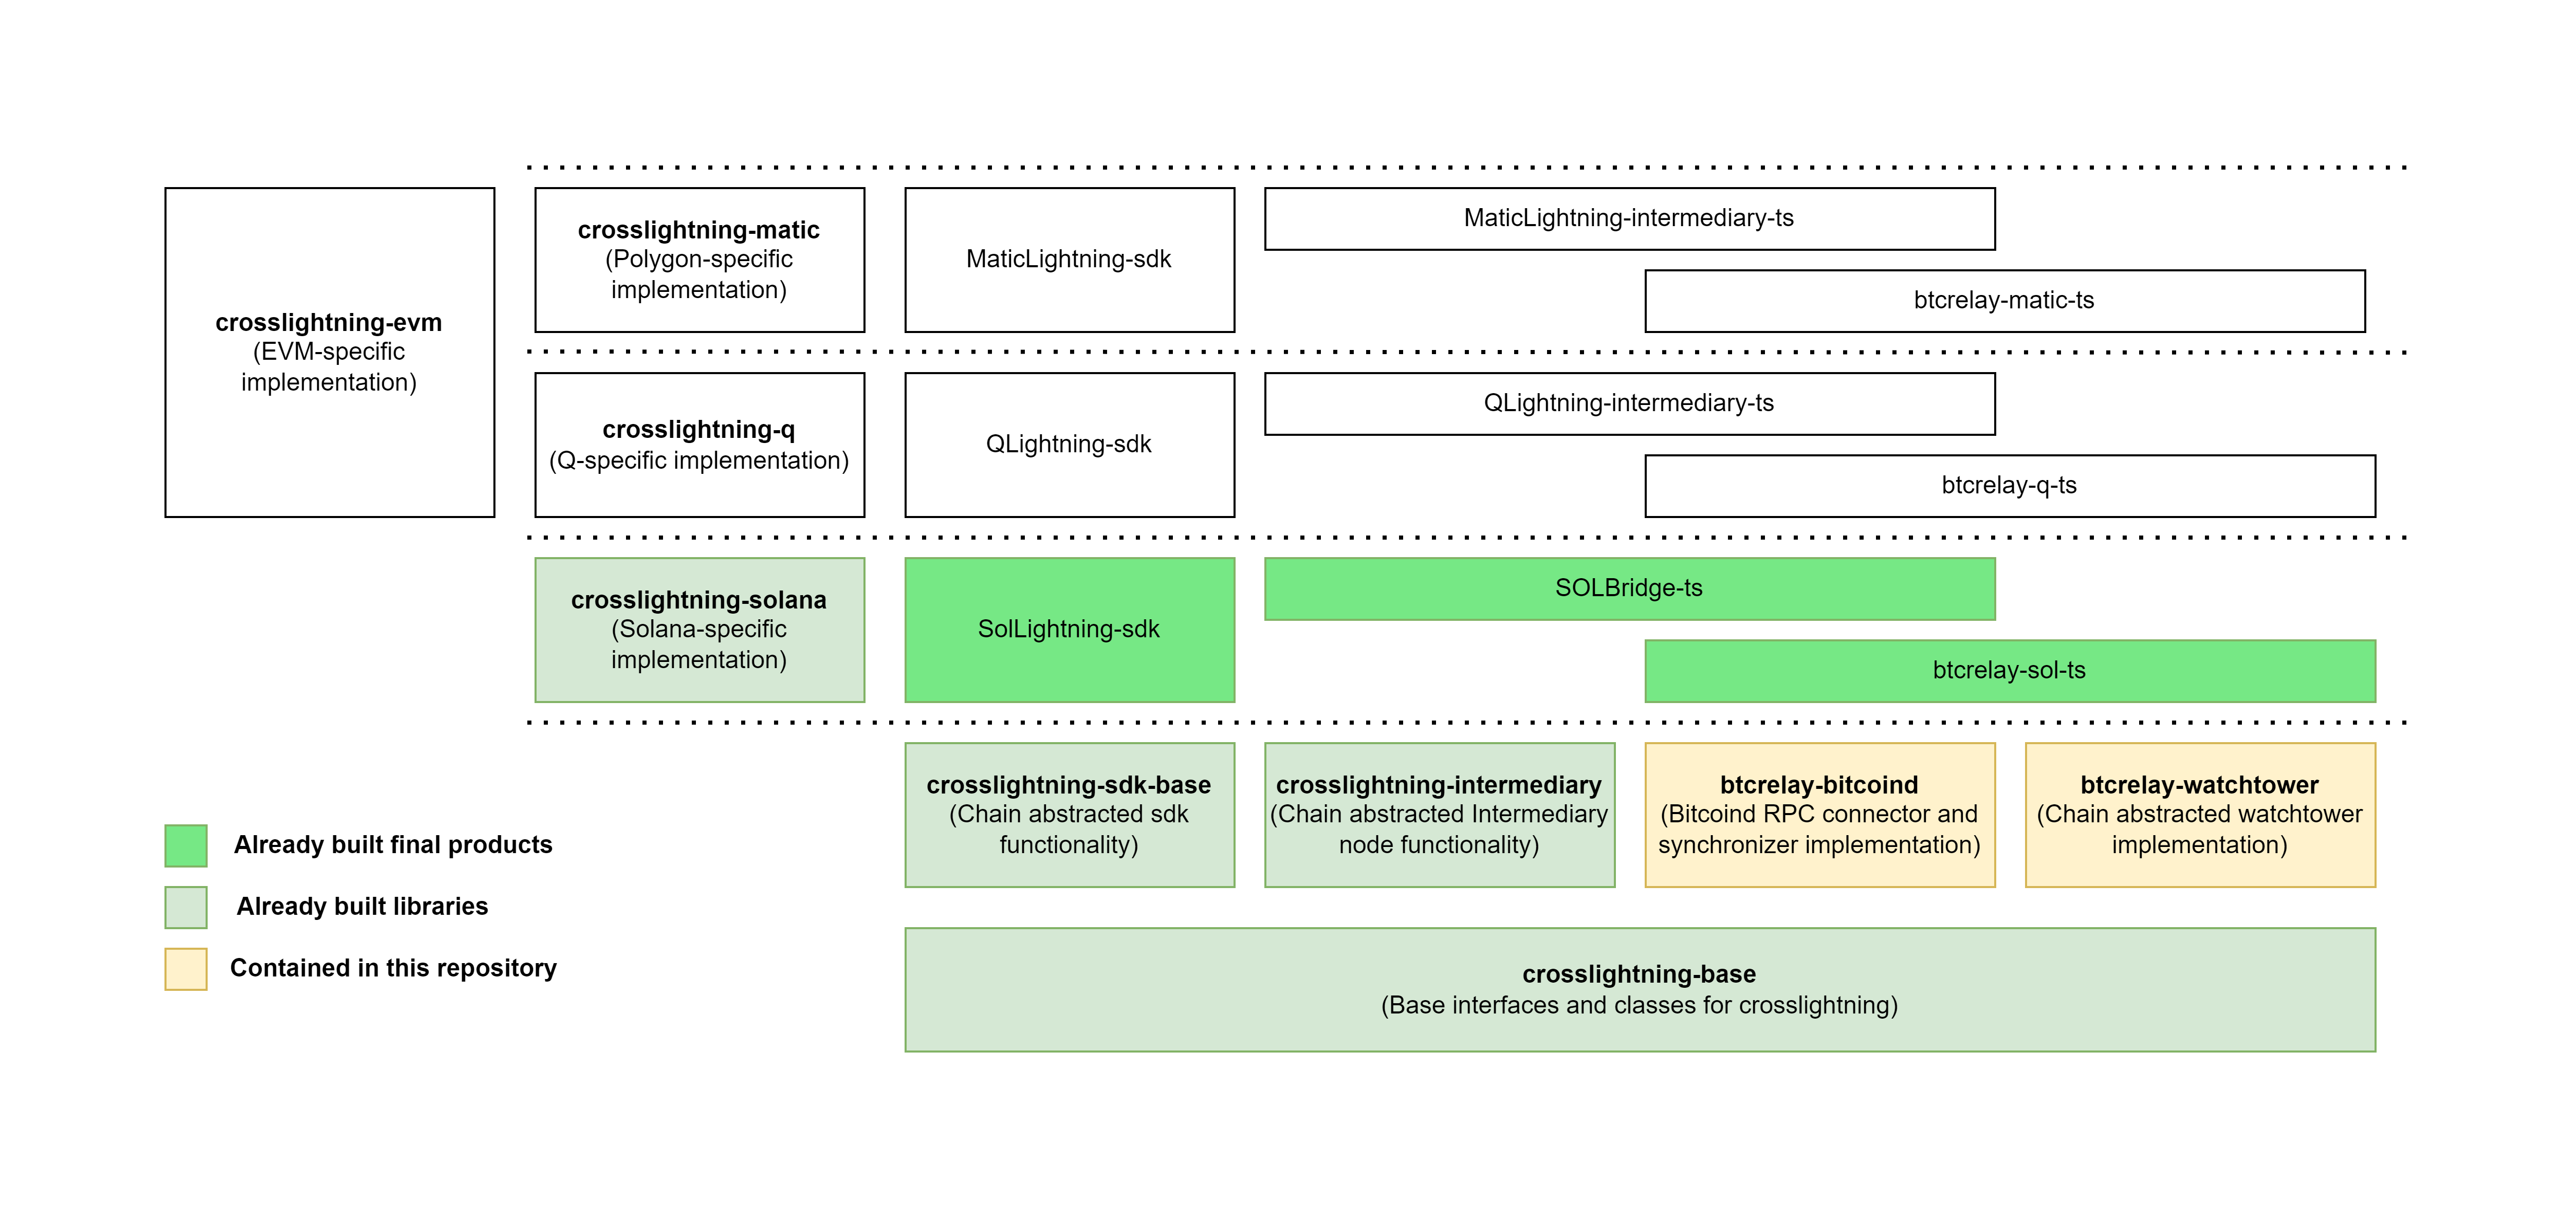 crosslightning-evm
(EVM-specific
implementation)
crosslightning-matic
(Polygon-specific
implementation)
MaticLightning-sdk
MaticLightning-intermediary-ts
btcrelay-matic-ts
crosslightning-q
(Q-specific implementation)
QLightning-sdk
QLightning-intermediary-ts
btcrelay-q-ts
crosslightning-solana
(Solana-specific
implementation)
SolLightning-sdk
SOLBridge-ts
btcrelay-sol-ts
crosslightning-sdk-base
(Chain abstracted sdk
functionality)
crosslightning-intermediary
(Chain abstracted Intermediary
node functionality)
btcrelay-bitcoind
(Bitcoind RPC connector and
synchronizer implementation)
btcrelay-watchtower
(Chain abstracted watchtower
implementation)
crosslightning-base
(Base interfaces and classes for crosslightning)
Already built final products
Already built libraries
Contained in this repository